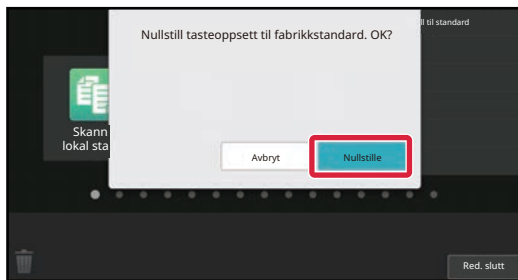 ll til standard
Nullstill tasteoppsett til fabrikkstandard. OK?
Skann
lokal sta
Avbryt
Nullstille
Red. slutt